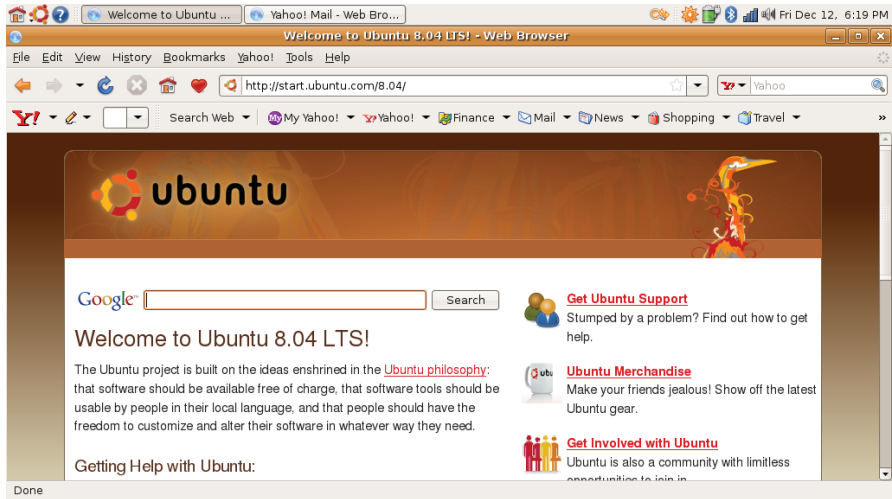 Welcome to Ubuntu ... Yahoo! Mail - Web Bro... Fri Dec 12, 6:19 PM
Welcome to Ubuntu 8.04 LTS! - Web Browser
File Edit View History Bookmarks Yahoo! Tools Help
http://start.ubuntu.com/8.04/ Yahoo
Y! Search Web My Yahoo! Yahoo! Finance Mail News Shopping Travel »
ubuntu
Google™ Search
Welcome to Ubuntu 8.04 LTS!
The Ubuntu project is built on the ideas enshrined in the Ubuntu philosophy:
that software should be available free of charge, that software tools should be
usable by people in their local language, and that people should have the
freedom to customize and alter their software in whatever way they need.
Getting Help with Ubuntu:
Get Ubuntu Support
Stumped by a problem? Find out how to get
help.
ubu
Ubuntu Merchandise
Make your friends jealous! Show off the latest
Ubuntu gear.
Get Involved with Ubuntu
Ubuntu is also a community with limitless
opportunities to join in
Done